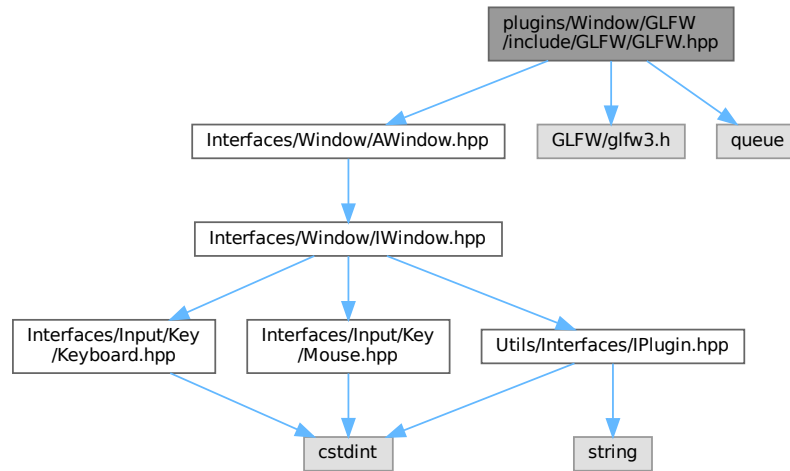 plugins/Window/GLFW
/include/GLFW/GLFW.hpp
Interfaces/Window/AWindow.hpp
GLFW/glfw3.h
queue
Interfaces/Window/IWindow.hpp
Interfaces/Input/Key
/Keyboard.hpp
Interfaces/Input/Key
/Mouse.hpp
Utils/Interfaces/IPlugin.hpp
cstdint
string